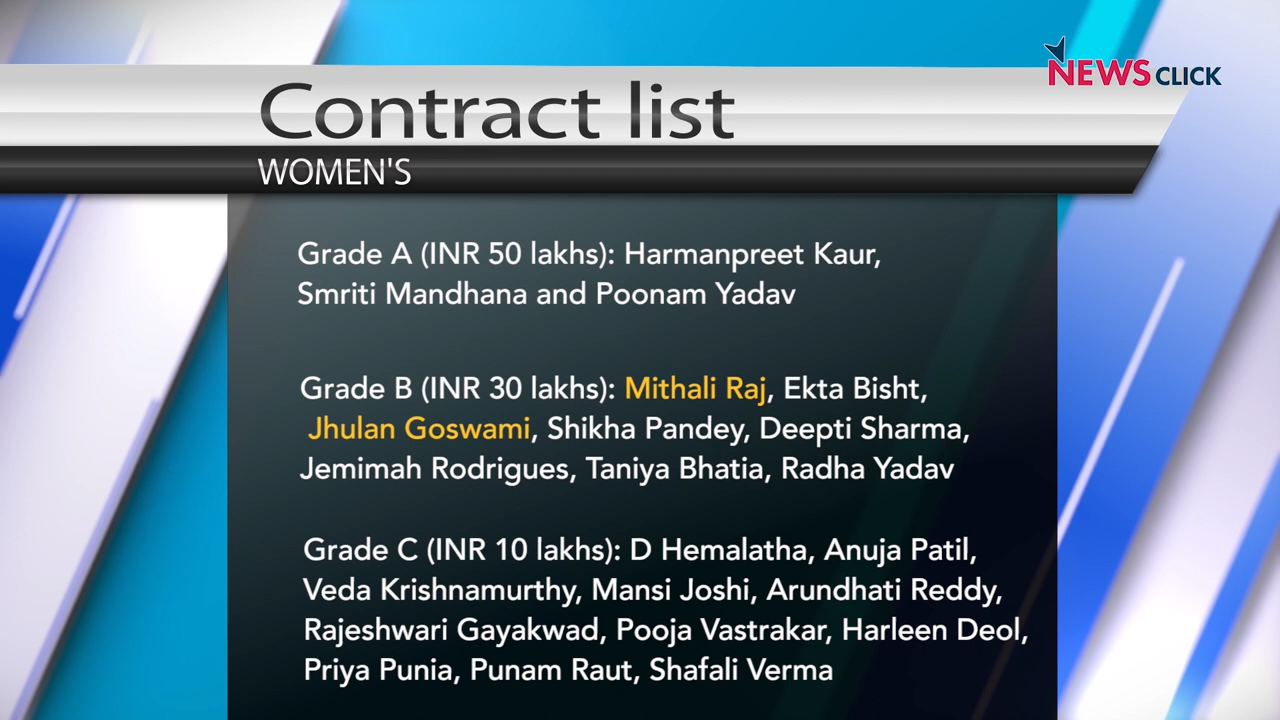 NEWS CLICK
Contract list
WOMEN'S
Grade A (INR 50 lakhs): Harmanpreet Kaur,
Smriti Mandhana and Poonam Yadav
Grade B (INR 30 lakhs): Mithali Raj, Ekta Bisht,
Jhulan Goswami, Shikha Pandey, Deepti Sharma,
Jemimah Rodrigues, Taniya Bhatia, Radha Yadav
Grade C (INR 10 lakhs): D Hemalatha, Anuja Patil,
Veda Krishnamurthy, Mansi Joshi, Arundhati Reddy,
Rajeshwari Gayakwad, Pooja Vastrakar, Harleen Deol,
Priya Punia, Punam Raut, Shafali Verma